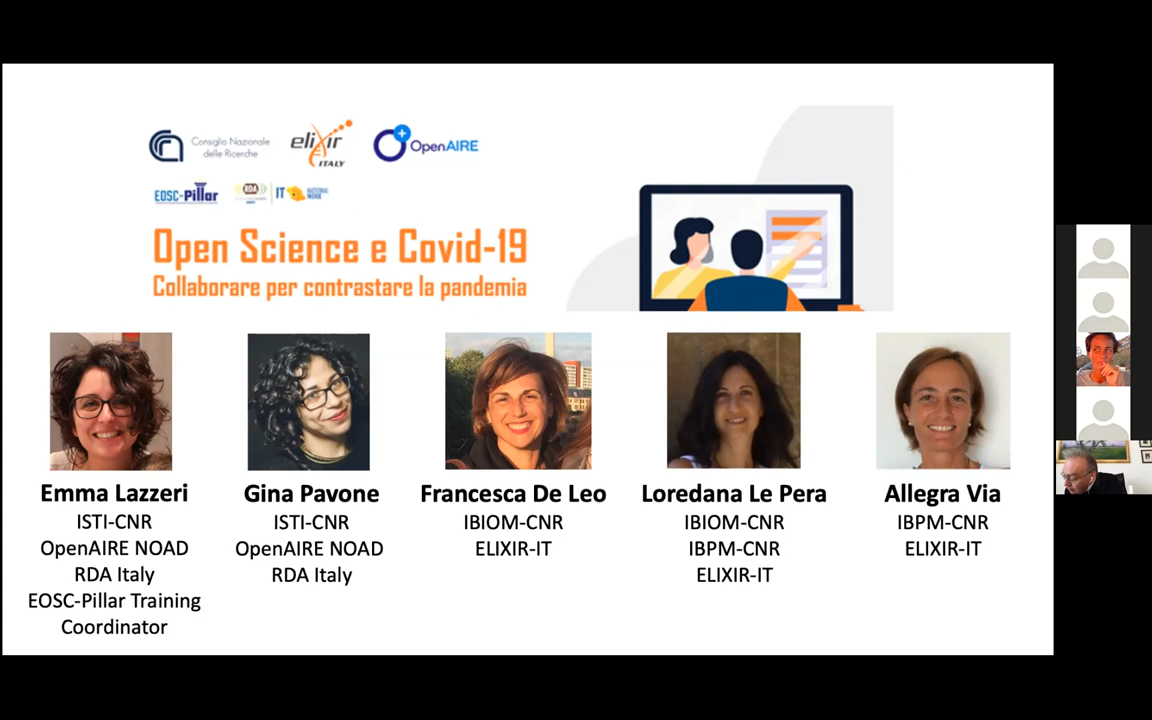 Consiglio Nazionale
delle Ricerche
elixir
ITALY
OpenAIRE
EOSC-Pillar
RDA
IT
NATIONAL
NODE
Open Science e Covid-19
Collaborare per contrastare la pandemia
Emma Lazzeri
ISTI-CNR
OpenAIRE NOAD
RDA Italy
EOSC-Pillar Training
Coordinator
Gina Pavone
ISTI-CNR
OpenAIRE NOAD
RDA Italy
Francesca De Leo
IBIOM-CNR
ELIXIR-IT
Loredana Le Pera
IBIOM-CNR
IBPM-CNR
ELIXIR-IT
Allegra Via
IBPM-CNR
ELIXIR-IT